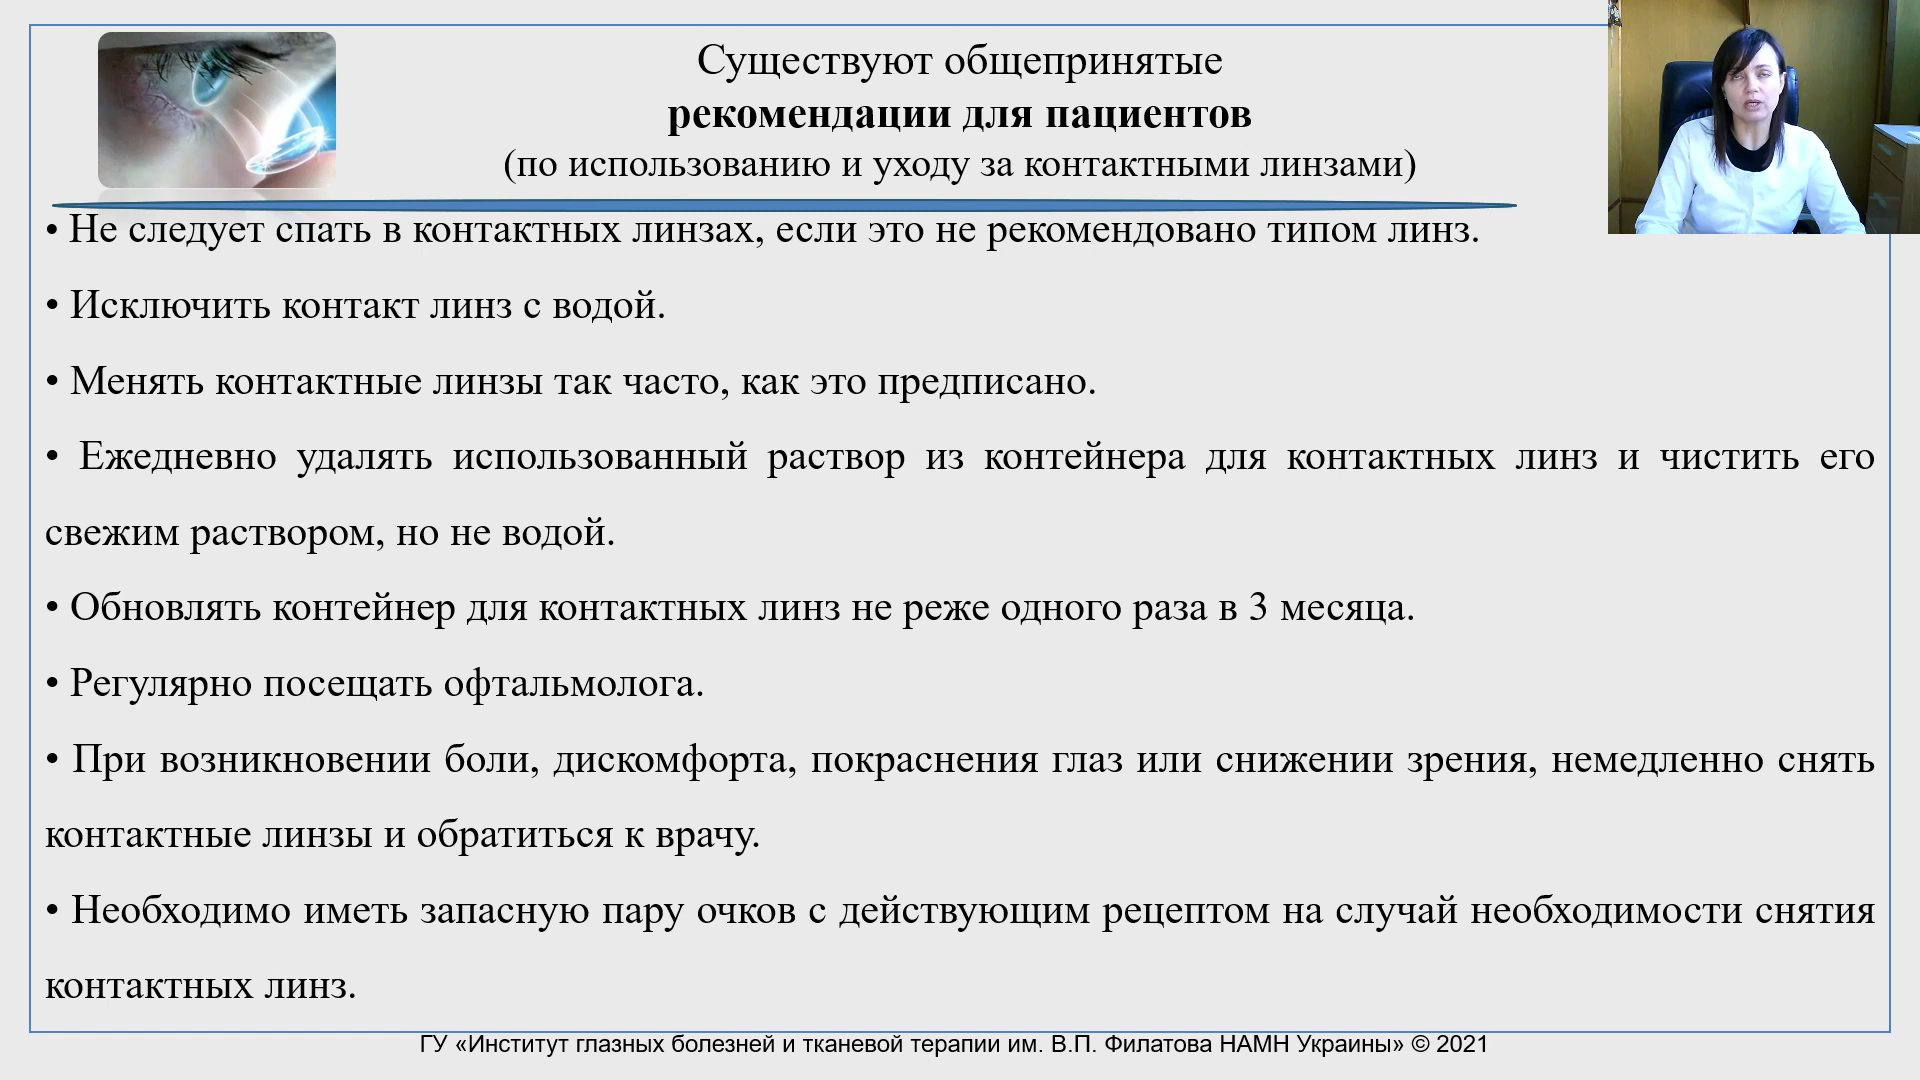 Существуют общепринятые
рекомендации для пациентов
(по использованию и уходу за контактными линзами)
• Не следует спать в контактных линзах, если это не рекомендовано типом линз.
• Исключить контакт линз с водой.
• Менять контактные линзы так часто, как это предписано.
• Ежедневно удалять использованный раствор из контейнера для контактных линз и чистить его
свежим раствором, но не водой.
• Обновлять контейнер для контактных линз не реже одного раза в 3 месяца.
• Регулярно посещать офтальмолога.
• При возникновении боли, дискомфорта, покраснения глаз или снижении зрения, немедленно снять
контактные линзы и обратиться к врачу.
• Необходимо иметь запасную пару очков с действующим рецептом на случай необходимости снятия
контактных линз.
ГУ «Институт глазных болезней и тканевой терапии им. В.П. Филатова НАМН Украины» © 2021